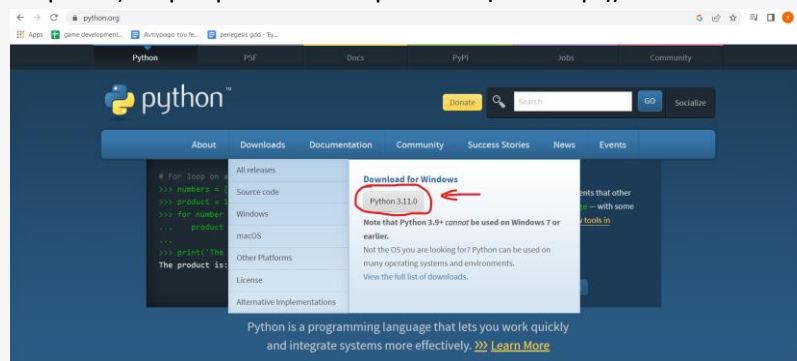 python.org
Apps
game development...
Αντίγραφο του fe...
periegesis gdd - Έγ...
Python
PSF
Docs
PyPI
Jobs
Community
python™
Donate
Search
GO
Socialize
About
Downloads
Documentation
Community
Success Stories
News
Events
# For loop on a
>>> numbers = [
>>> product = 1
>>> for number
... product
...
>>> print('The
The product is:
All releases
Source code
Windows
macOS
Other Platforms
License
Alternative Implementations
Download for Windows
Python 3.11.0
Note that Python 3.9+ cannot be used on Windows 7 or
earlier.
Not the OS you are looking for? Python can be used on
many operating systems and environments.
View the full list of downloads.
ents that other
— with some
tools in
Python is a programming language that lets you work quickly
and integrate systems more effectively. >>> Learn More